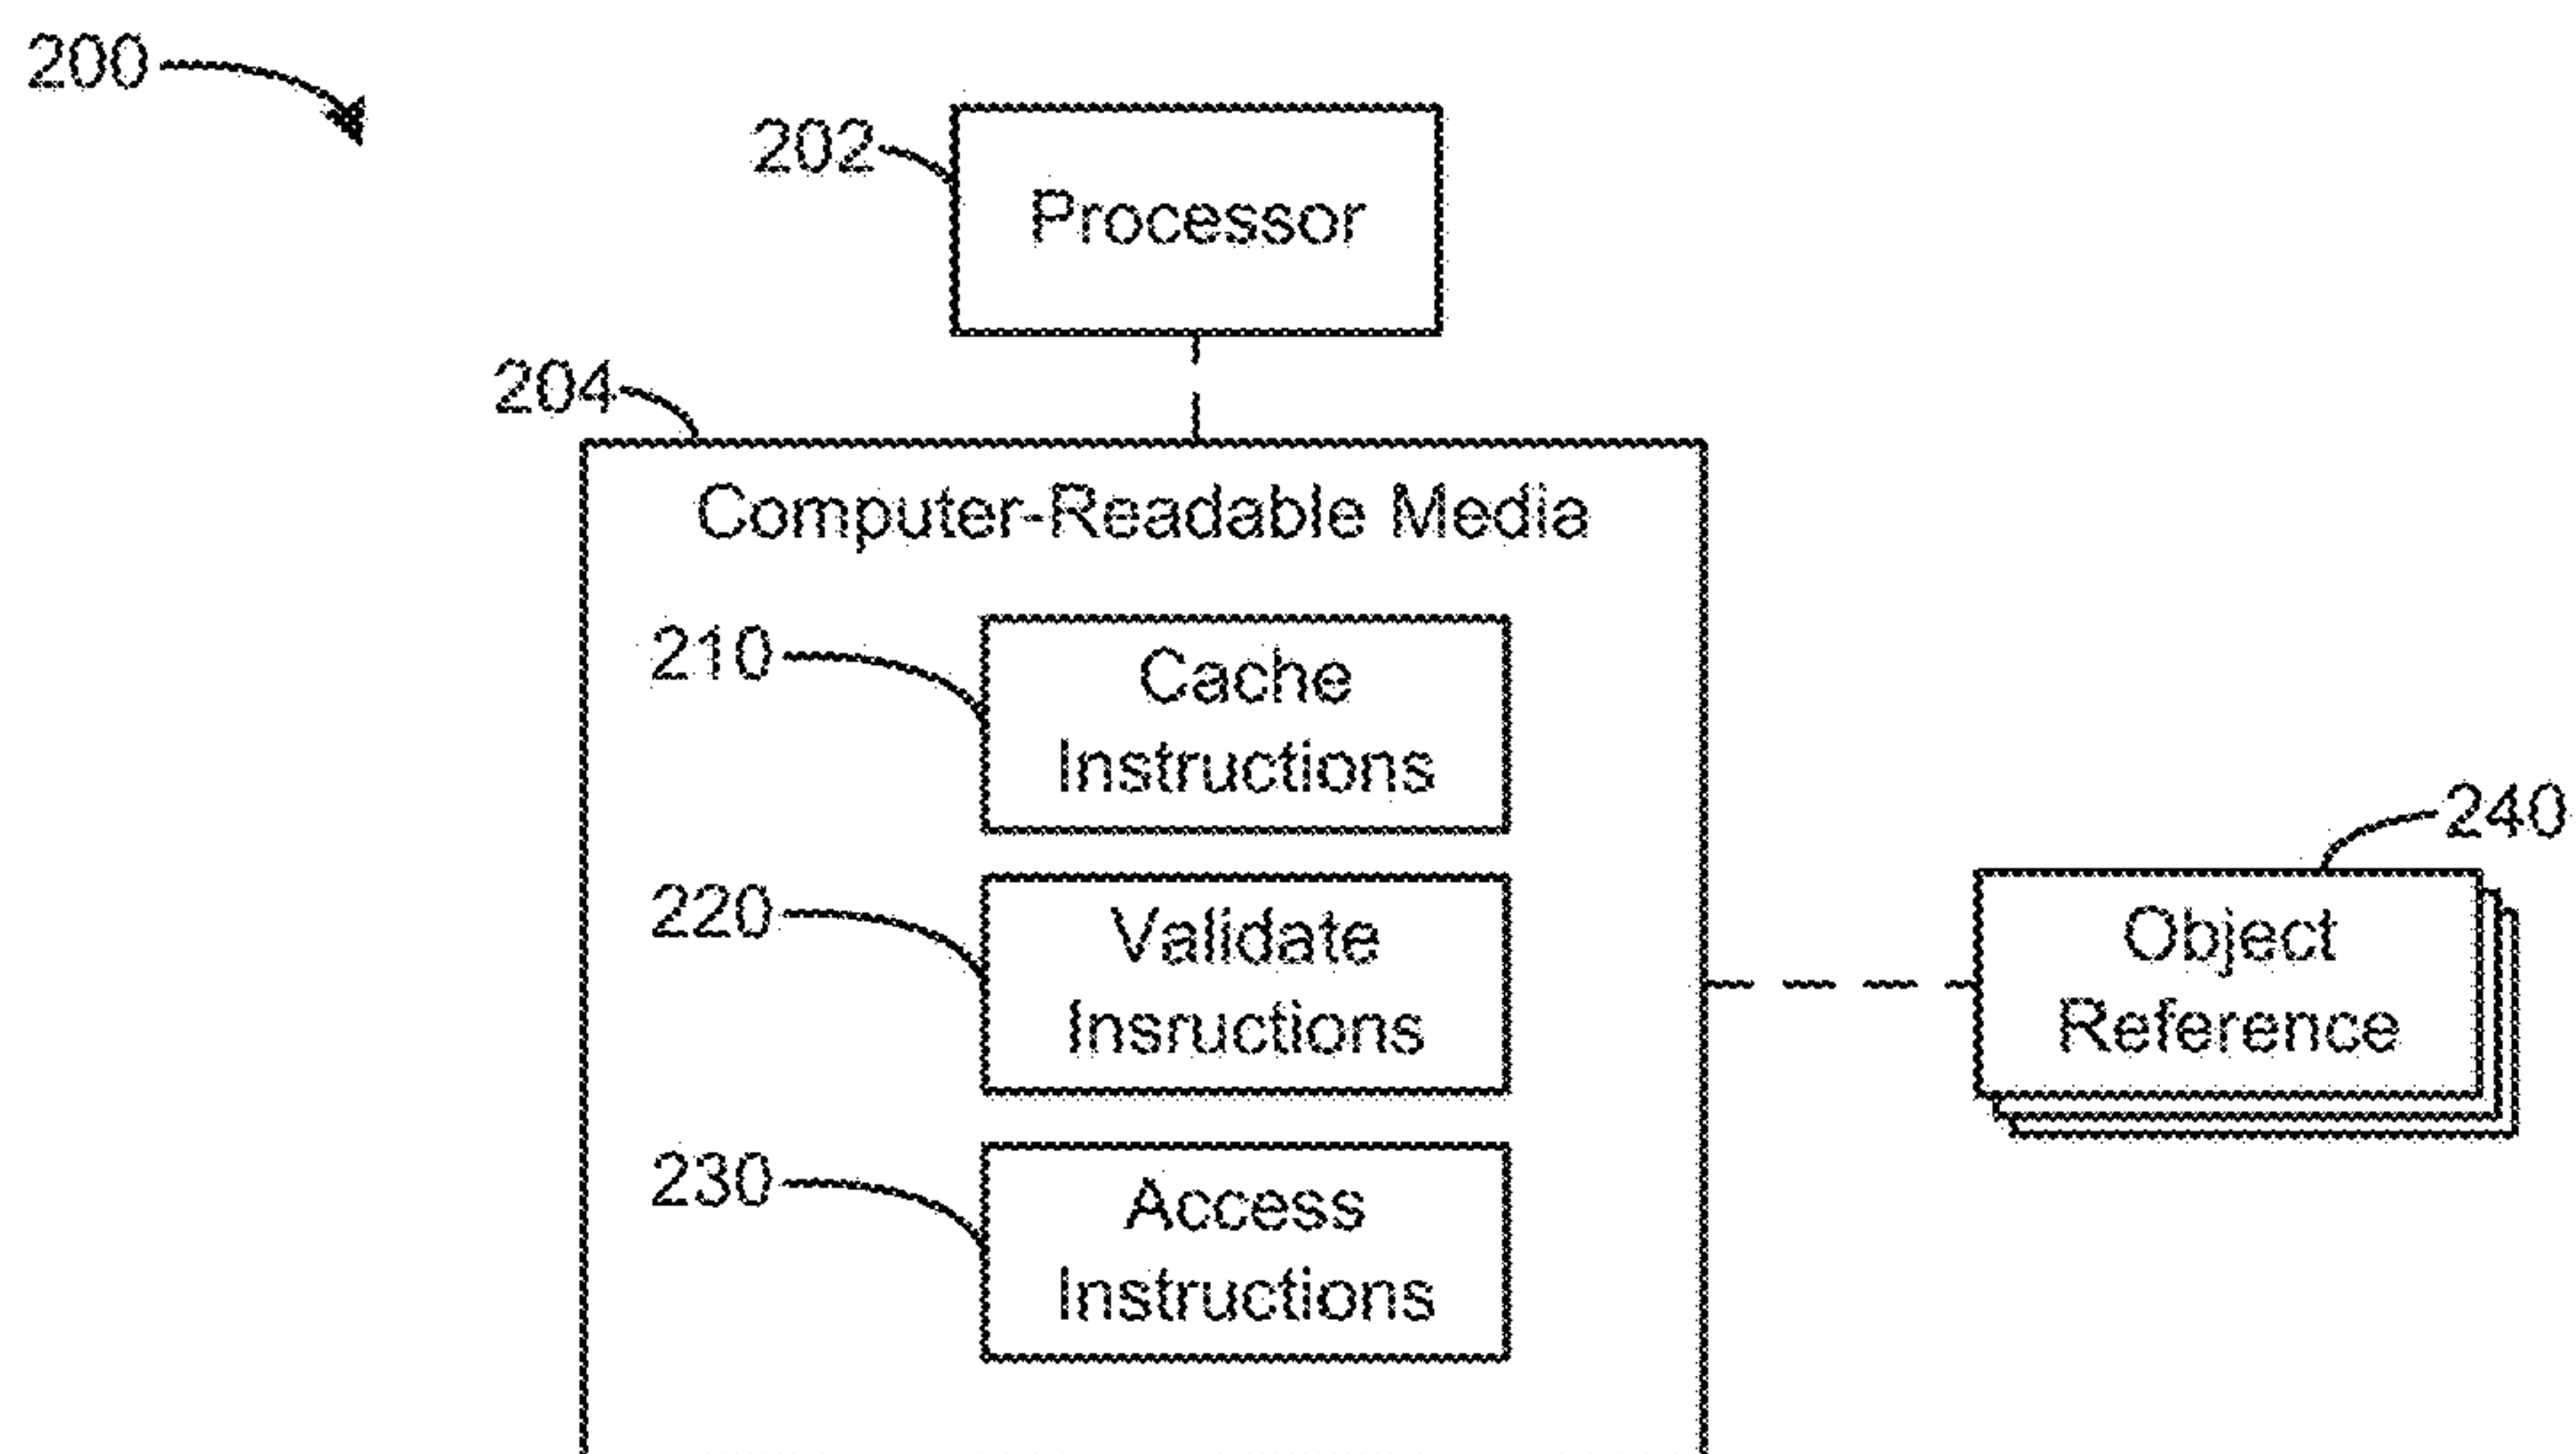 200
202
Processor
204
Computer-Readable Media
210
Cache
Instructions
220
Validate
Insructions
230
Access
Instructions
240
Object
Reference